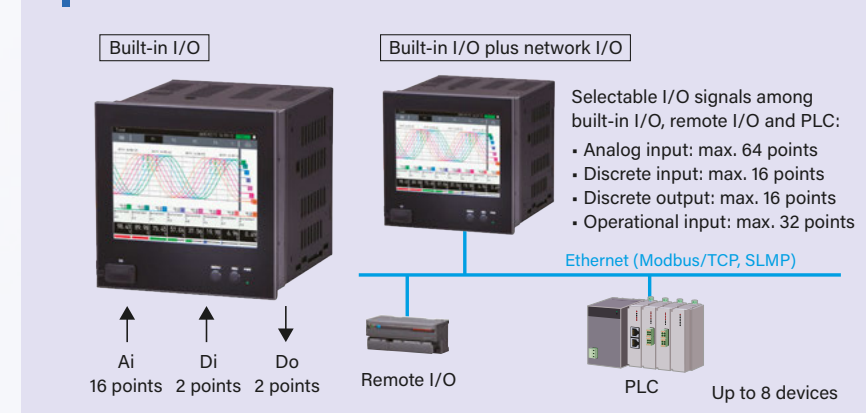 Built-in I/O
Built-in I/O plus network I/O
Selectable I/O signals among
built-in I/O, remote I/O and PLC:
▪ Analog input: max. 64 points
▪ Discrete input: max. 16 points
▪ Discrete output: max. 16 points
▪ Operational input: max. 32 points
Ethernet (Modbus/TCP, SLMP)
Ai
16 points
Di
2 points
Do
2 points
Remote I/O
PLC
Up to 8 devices